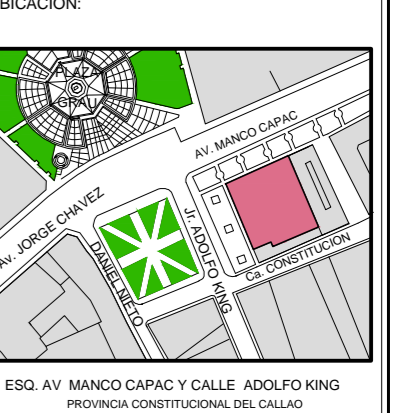 BICACION:
PLAZA
GRAU
AV. MANCO CAPAC
Av. JORGE CHAVEZ
DANIEL NIETO
Jr. ADOLFO KING
Ca. CONSTITUCION
ESQ. AV MANCO CAPAC Y CALLE ADOLFO KING
PROVINCIA CONSTITUCIONAL DEL CALLAO